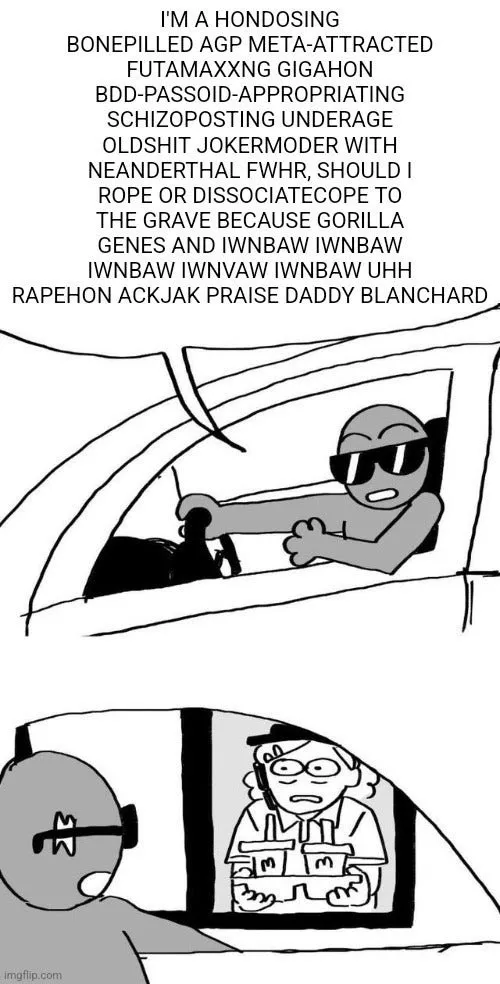 I'M A HONDOSING
BONEPILLED AGP META-ATTRACTED
FUTAMAXXNG GIGAHON
BDD-PASSOID-APPROPRIATING
SCHIZOPOSTING UNDERAGE
OLDSHIT JOKERMODER WITH
NEANDERTHAL FWHR, SHOULD I
ROPE OR DISSOCIATECOPE TO
THE GRAVE BECAUSE GORILLA
GENES AND IWNBAW IWNBAW
IWNBAW IWNVAW IWNBAW UHH
RAPEHON ACKJAK PRAISE DADDY BLANCHARD
m m
imgflip.com